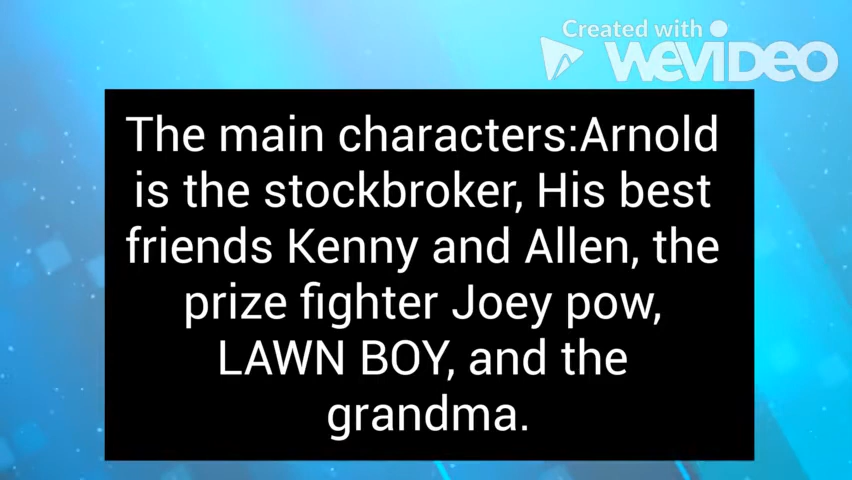 Created with
WEVIDEO
The main characters:Arnold
is the stockbroker, His best
friends Kenny and Allen, the
prize fighter Joey pow,
LAWN BOY, and the
grandma.